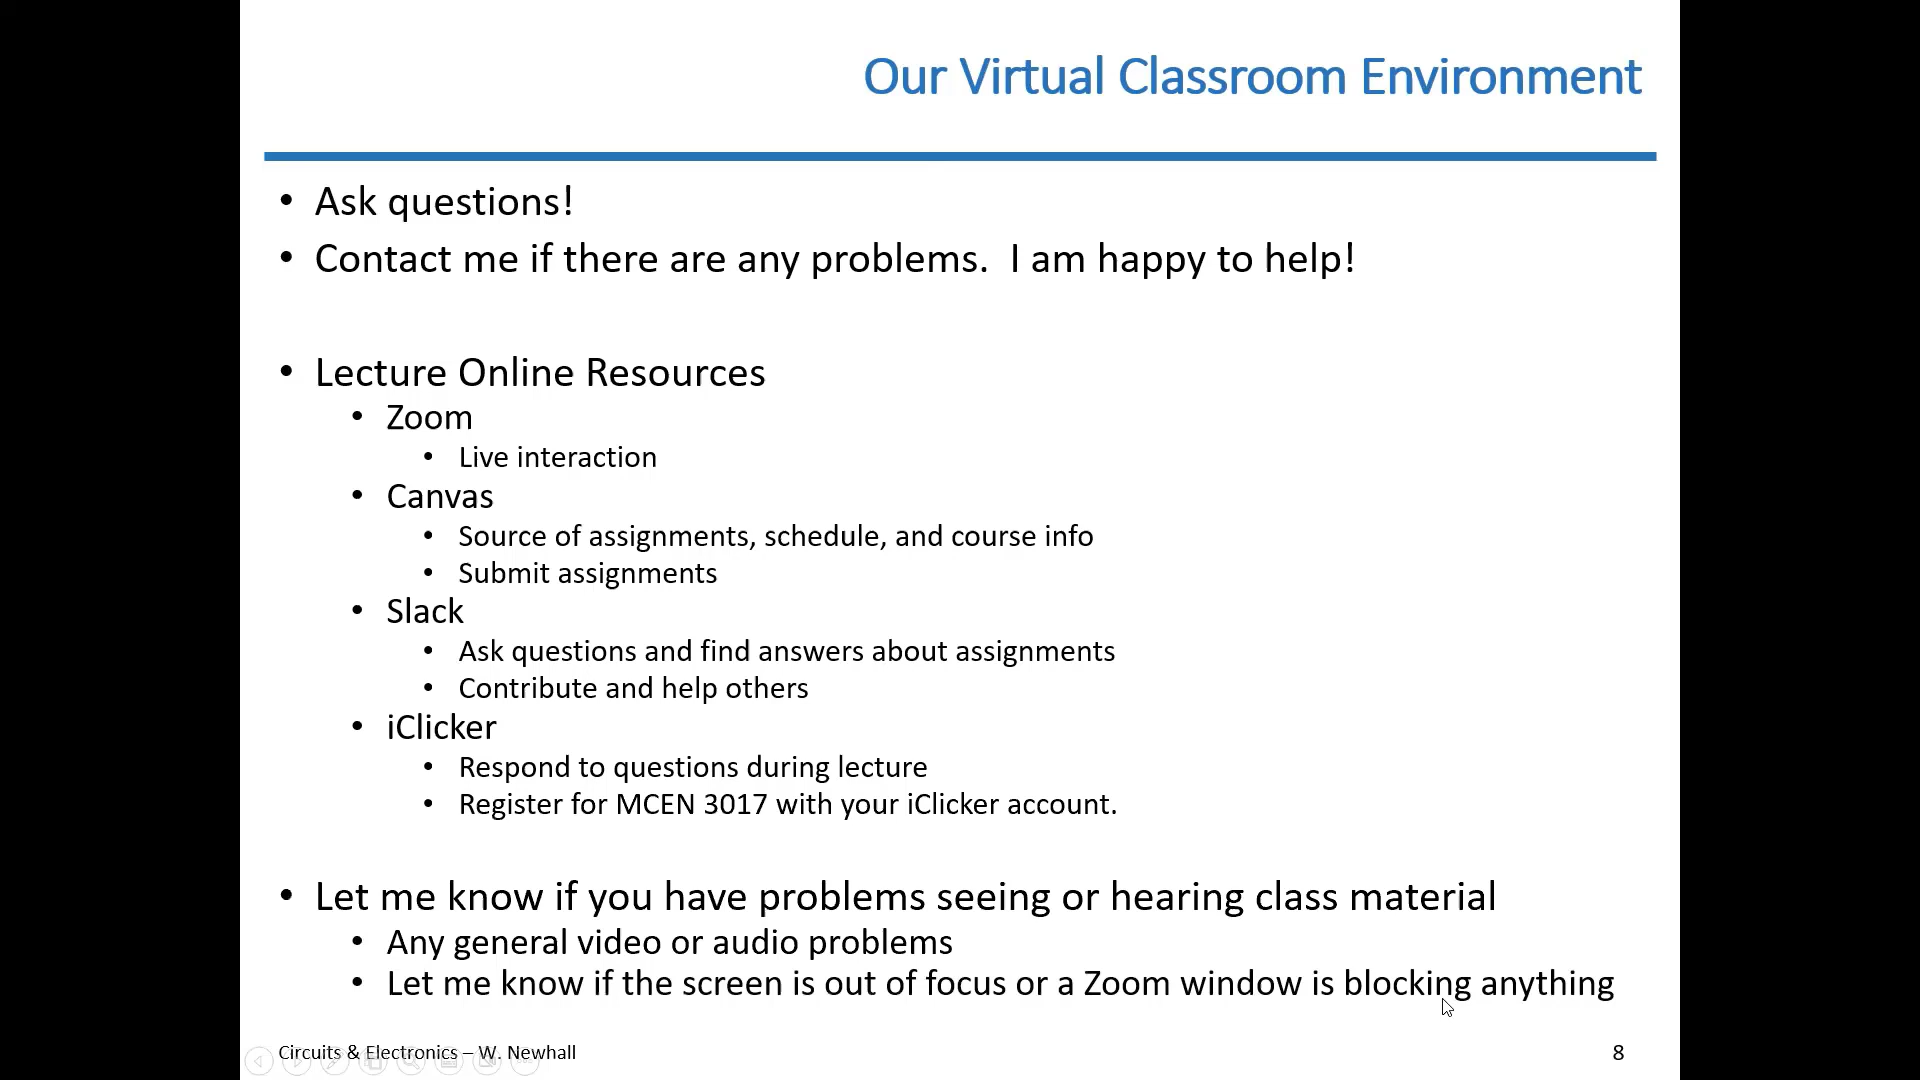 Our Virtual Classroom Environment
• Ask questions!
• Contact me if there are any problems.  I am happy to help!
• Lecture Online Resources
• Zoom
• Live interaction
• Canvas
• Source of assignments, schedule, and course info
• Submit assignments
• Slack
• Ask questions and find answers about assignments
• Contribute and help others
• iClicker
• Respond to questions during lecture
• Register for MCEN 3017 with your iClicker account.
• Let me know if you have problems seeing or hearing class material
• Any general video or audio problems
• Let me know if the screen is out of focus or a Zoom window is blocking anything
Circuits & Electronics – W. Newhall
8